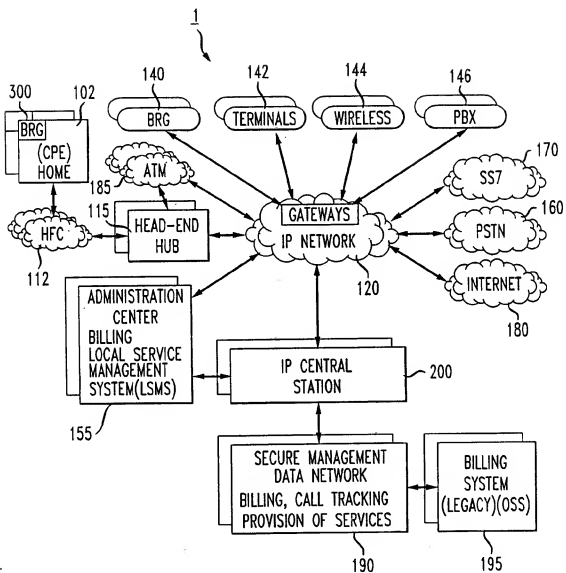 1
140
142
144
146
BRG
TERMINALS
WIRELESS
PBX
300
102
BRG
(CPE)
HOME
ATM
185
115
HEAD-END
HUB
HFC
112
GATEWAYS
IP NETWORK
120
SS7
170
PSTN
160
INTERNET
180
ADMINISTRATION
CENTER
BILLING
LOCAL SERVICE
MANAGEMENT
SYSTEM(LSMS)
155
IP CENTRAL
STATION
200
SECURE MANAGEMENT
DATA NETWORK
BILLING, CALL TRACKING
PROVISION OF SERVICES
190
BILLING
SYSTEM
(LEGACY)(OSS)
195